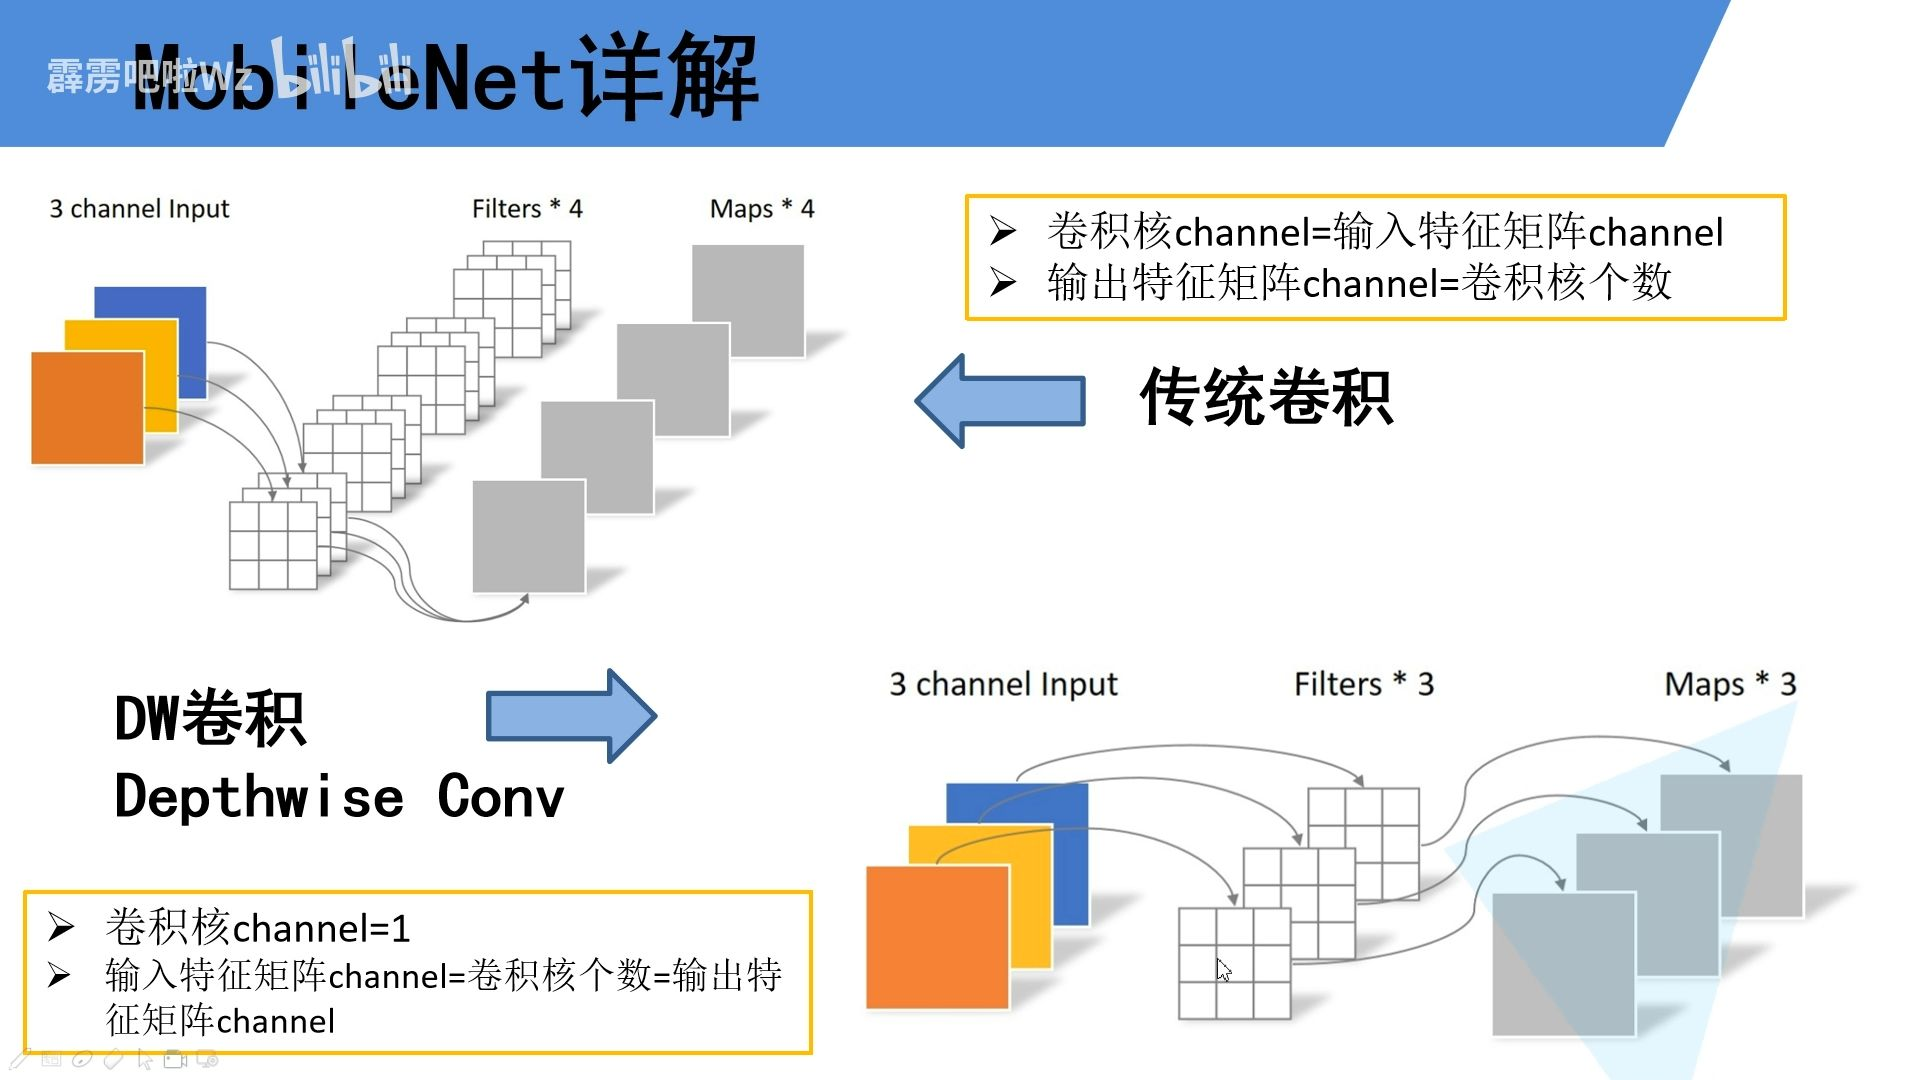 MobileNet详解
霹雳吧啦Wz bilibili
3 channel Input
Filters * 4
Maps * 4
卷积核channel=输入特征矩阵channel
输出特征矩阵channel=卷积核个数
传统卷积
DW卷积
Depthwise Conv
3 channel Input
Filters * 3
Maps * 3
卷积核channel=1
输入特征矩阵channel=卷积核个数=输出特
征矩阵channel